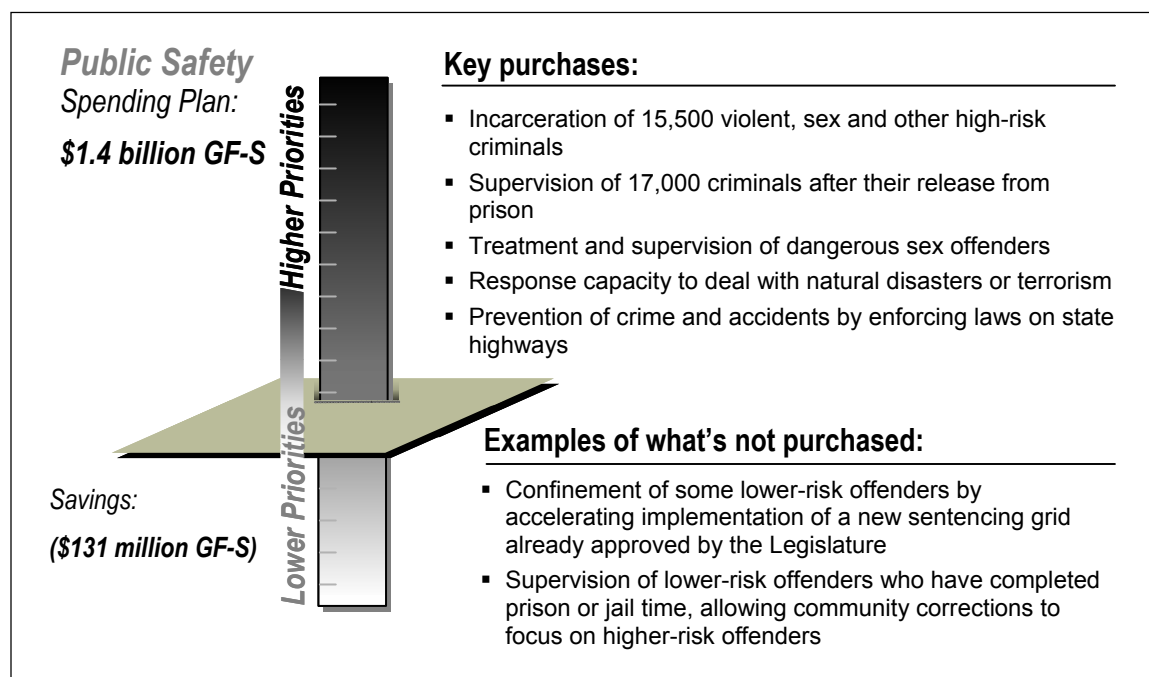 Public Safety
Spending Plan:
$1.4 billion GF-S
Higher Priorities
Key purchases:
▪ Incarceration of 15,500 violent, sex and other high-risk
criminals
▪ Supervision of 17,000 criminals after their release from
prison
▪ Treatment and supervision of dangerous sex offenders
▪ Response capacity to deal with natural disasters or terrorism
▪ Prevention of crime and accidents by enforcing laws on state
highways
Lower Priorities
Savings:
($131 million GF-S)
Examples of what’s not purchased:
▪ Confinement of some lower-risk offenders by
accelerating implementation of a new sentencing grid
already approved by the Legislature
▪ Supervision of lower-risk offenders who have completed
prison or jail time, allowing community corrections to
focus on higher-risk offenders